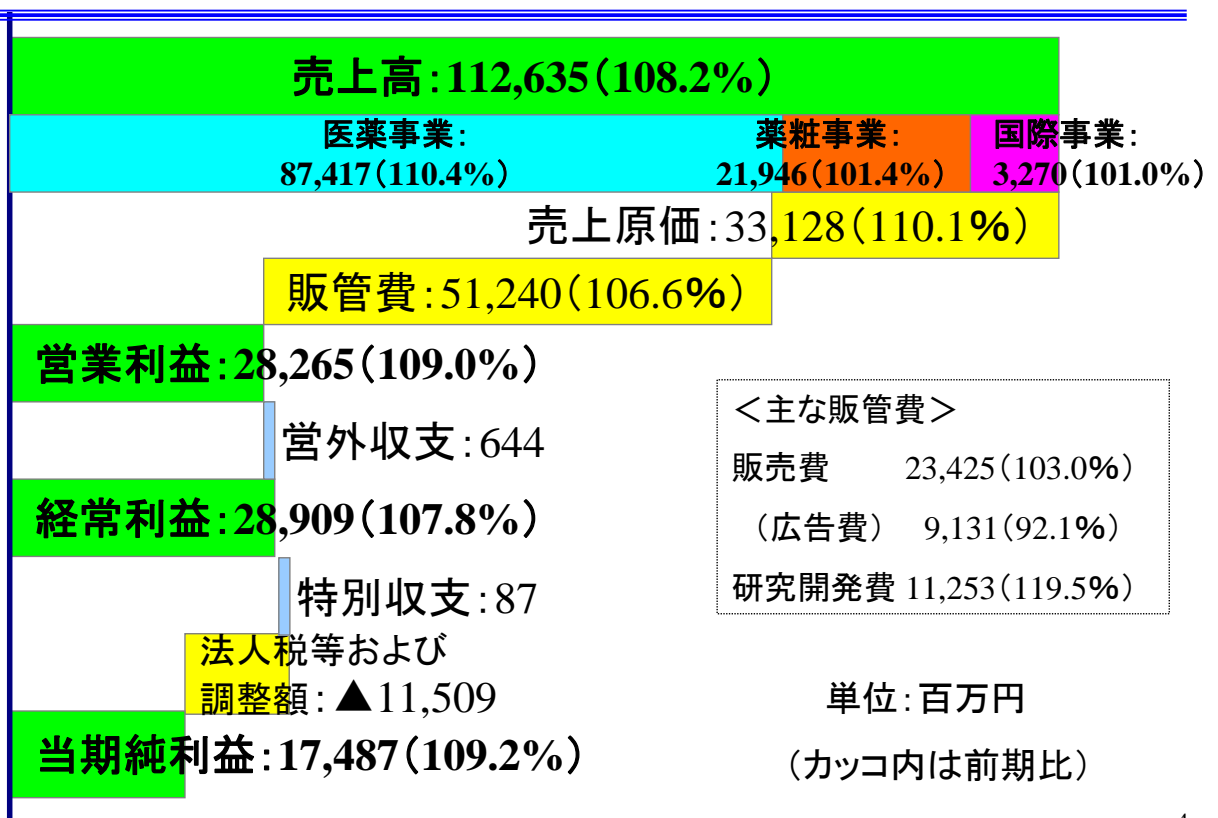 売上高:112,635(108.2%)
医薬事業: 薬粧事業: 国際事業:
87,417(110.4%) 21,946(101.4%) 3,270(101.0%)
売上原価:33,128(110.1%)
販管費:51,240(106.6%)
営業利益:28,265(109.0%)
営外収支:644
経常利益:28,909(107.8%)
特別収支:87
法人税等および
調整額:▲11,509
当期純利益:17,487(109.2%)
<主な販管費>
販売費 23,425(103.0%)
(広告費) 9,131(92.1%)
研究開発費 11,253(119.5%)
単位:百万円
(カッコ内は前期比)